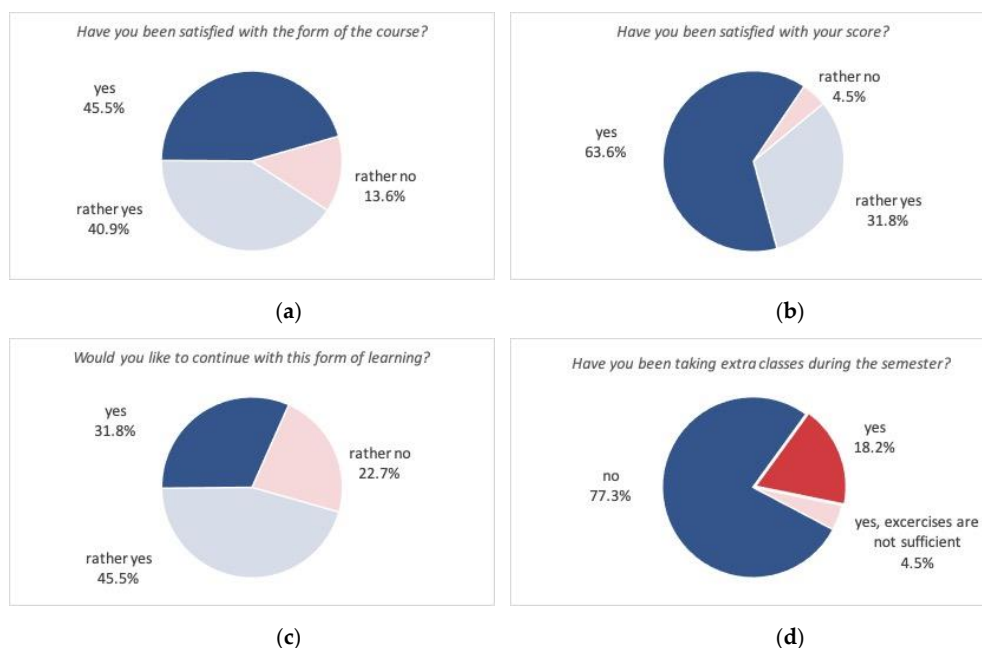 Have you been satisfied with the form of the course?
yes
45.5%
rather no
13.6%
rather yes
40.9%
(a)
Have you been satisfied with your score?
rather no
4.5%
yes
63.6%
rather yes
31.8%
(b)
Would you like to continue with this form of learning?
yes
31.8%
rather no
22.7%
rather yes
45.5%
(c)
Have you been taking extra classes during the semester?
yes
18.2%
no
77.3%
yes, excercises are
not sufficient
4.5%
(d)